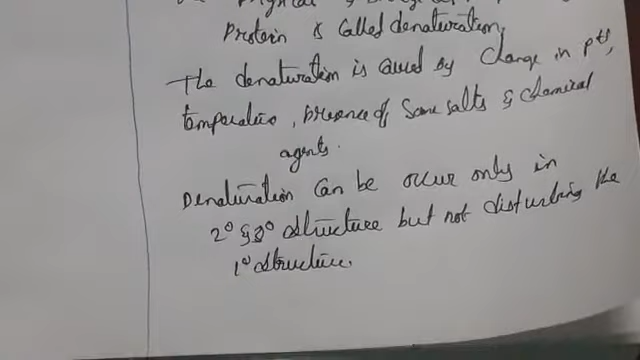 Physical &
Protein is called denaturation.
The denaturation is caused by change in pH,
temperature, presence of some salts & chemical
agents.
Denaturation can be occur only in
2° & 3° structure but not disturbing the
1° structure.